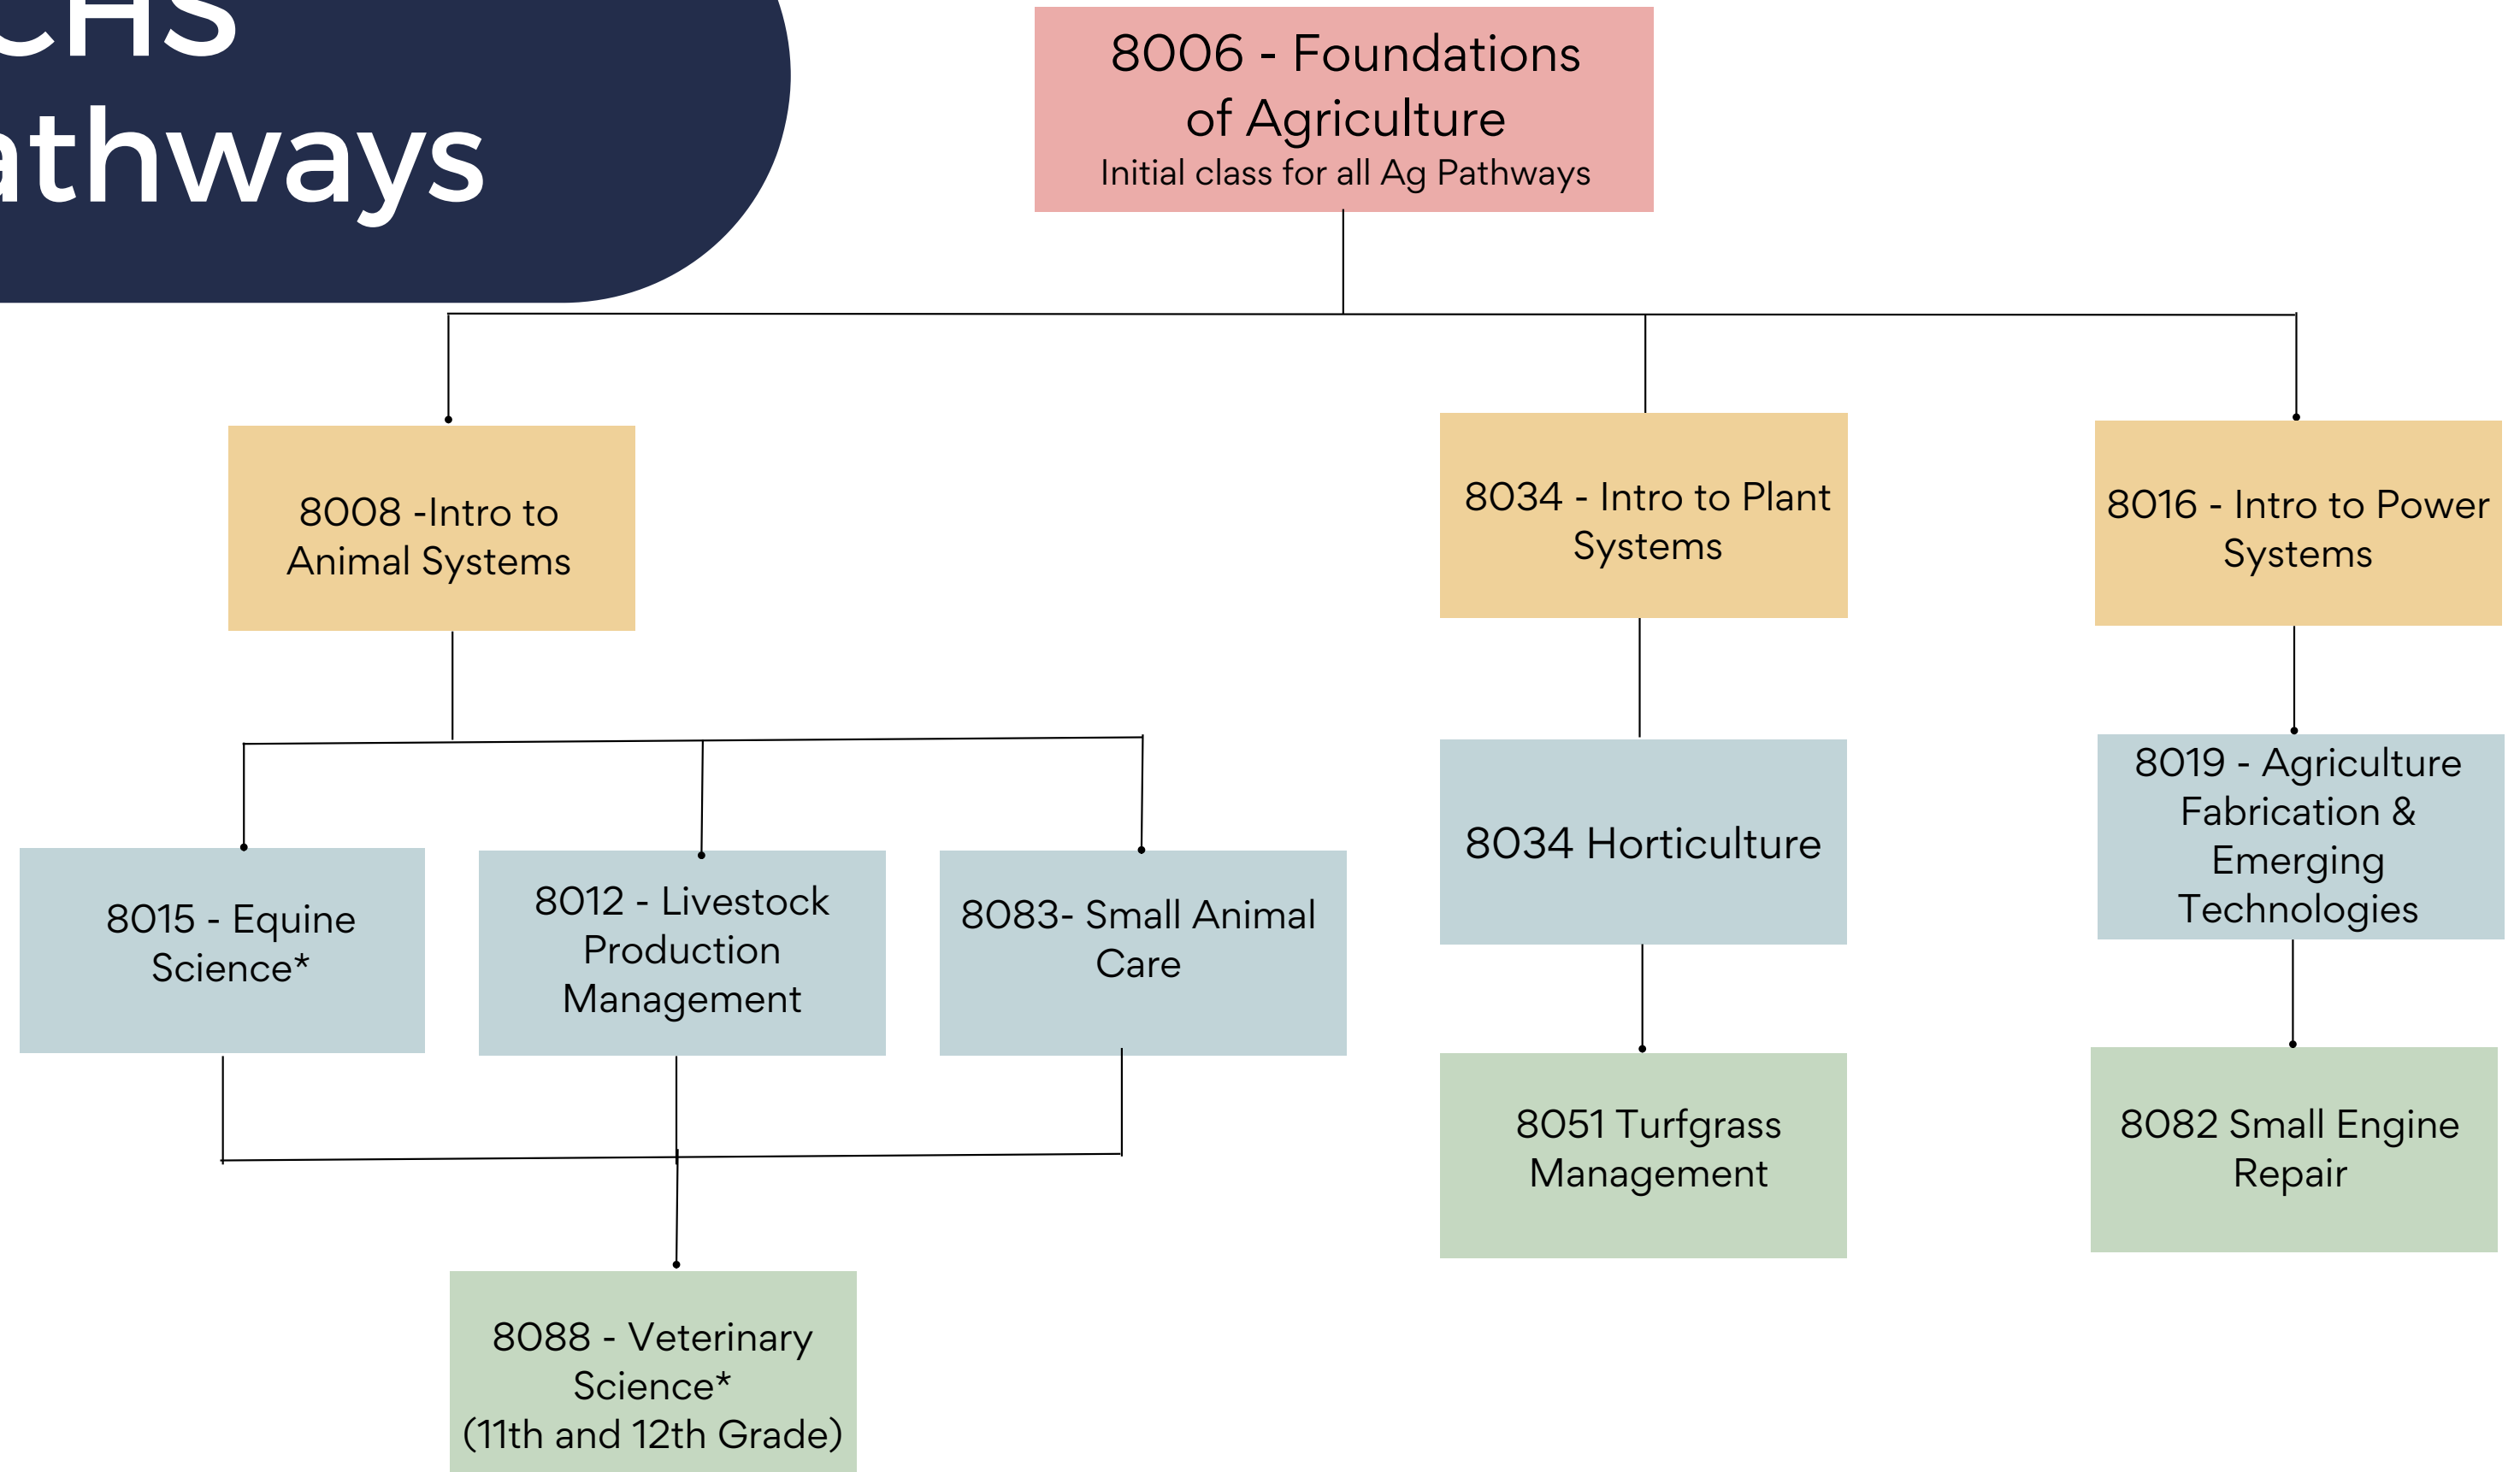 CHS
athways
8006 - Foundations
of Agriculture
Initial class for all Ag Pathways
8008 -Intro to
Animal Systems
8034 - Intro to Plant
Systems
8016 - Intro to Power
Systems
8015 - Equine
Science*
8012 - Livestock
Production
Management
8083- Small Animal
Care
8034 Horticulture
8019 - Agriculture
Fabrication &
Emerging
Technologies
8051 Turfgrass
Management
8082 Small Engine
Repair
8088 - Veterinary
Science*
(11th and 12th Grade)